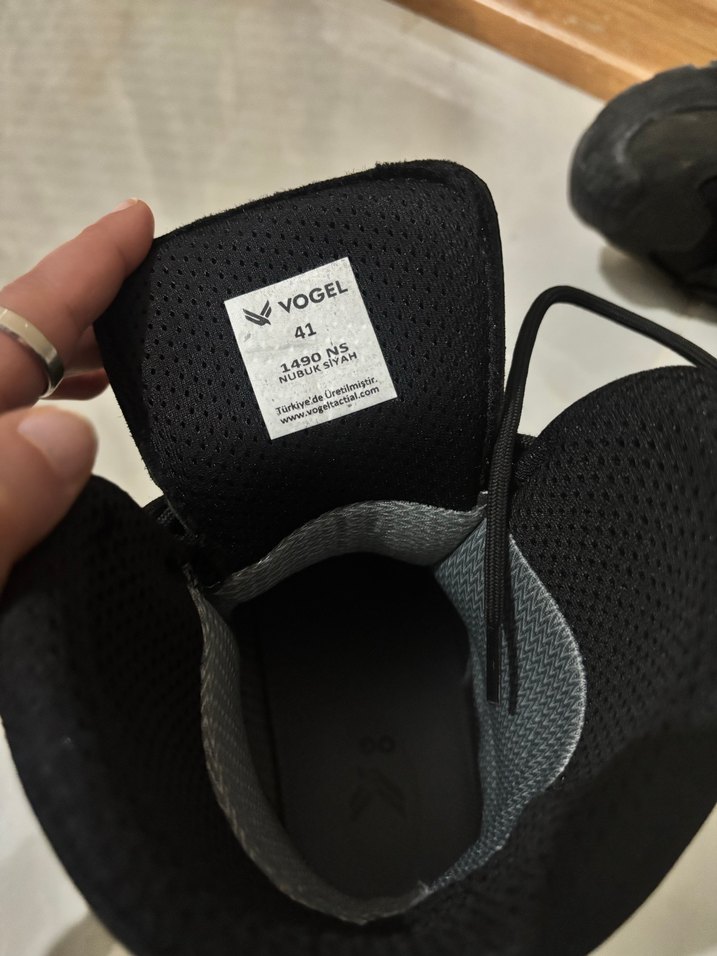 VOGEL
41
1490 NS
NUBUK SİYAH
Türkiye'de Üretilmiştir.
www.vogeltactial.com